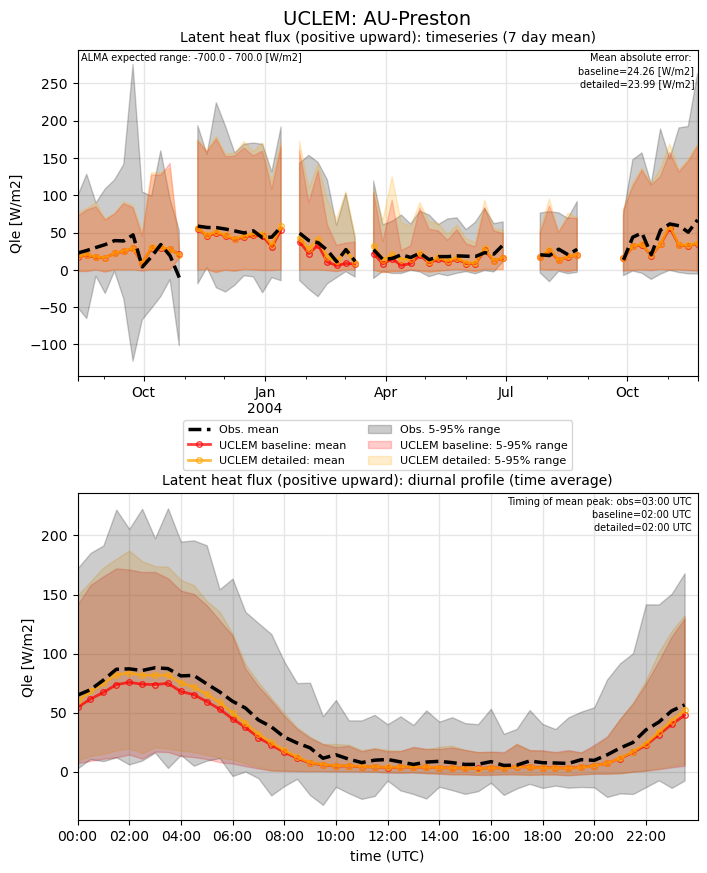 UCLEM: AU-Preston
Latent heat flux (positive upward): timeseries (7 day mean)
ALMA expected range: -700.0 - 700.0 [W/m2]
Mean absolute error:
baseline=24.26 [W/m2]
detailed=23.99 [W/m2]
250
200
150
100
50
0
−50
−100
Qle [W/m2]
Oct
Jan
2004
Apr
Jul
Oct
Obs. mean
UCLEM baseline: mean
UCLEM detailed: mean
Obs. 5-95% range
UCLEM baseline: 5-95% range
UCLEM detailed: 5-95% range
Latent heat flux (positive upward): diurnal profile (time average)
Timing of mean peak: obs=03:00 UTC
baseline=02:00 UTC
detailed=02:00 UTC
200
150
100
50
0
Qle [W/m2]
00:00 02:00 04:00 06:00 08:00 10:00 12:00 14:00 16:00 18:00 20:00 22:00
time (UTC)